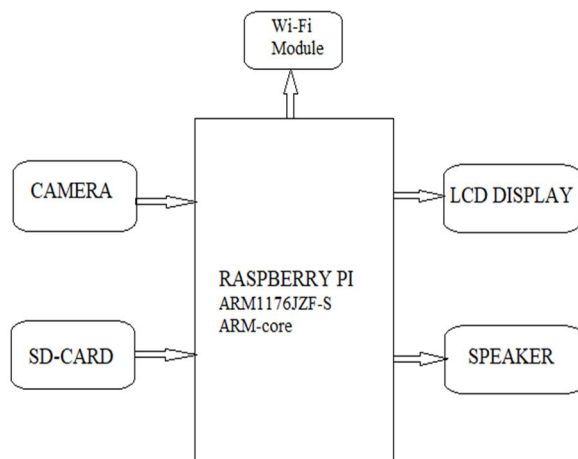 Wi-Fi
Module
CAMERA
LCD DISPLAY
RASPBERRY PI
ARM1176JZF-S
ARM-core
SD-CARD
SPEAKER